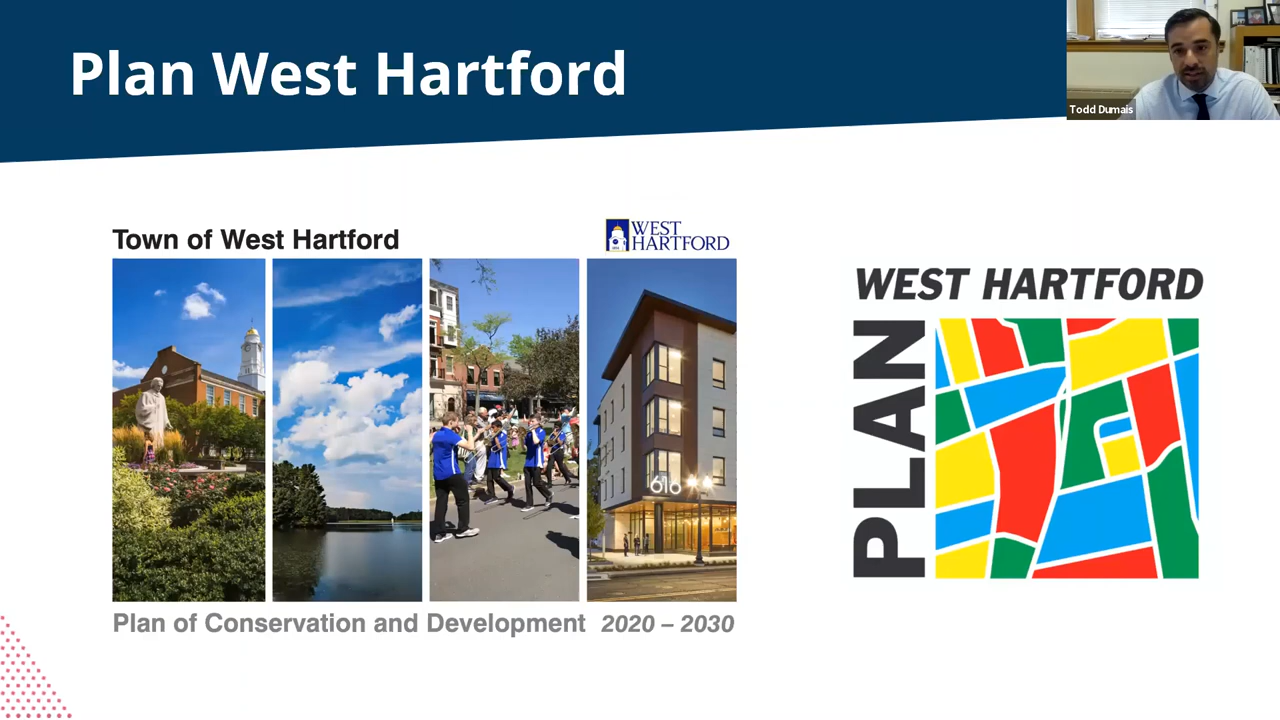 Plan West Hartford
Todd Dumais
Town of West Hartford
WEST
HARTFORD
616
Plan of Conservation and Development 2020 – 2030
WEST HARTFORD
PLAN